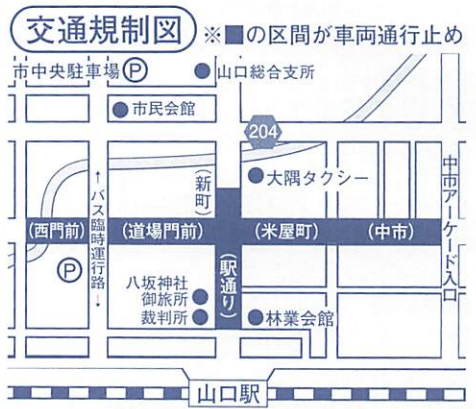 交通規制図
※■の区間が車両通行止め
市中央駐車場Ⓟ
●山口総合支所
●市民会館
204
●大隅タクシー
(新町)
↑バス臨時運行路↓
中市アーケード入口
(西門前)
(道場門前)
(米屋町)
(中市)
(駅通り)
Ⓟ
八坂神社
御旅所●
裁判所●
●林業会館
山口駅